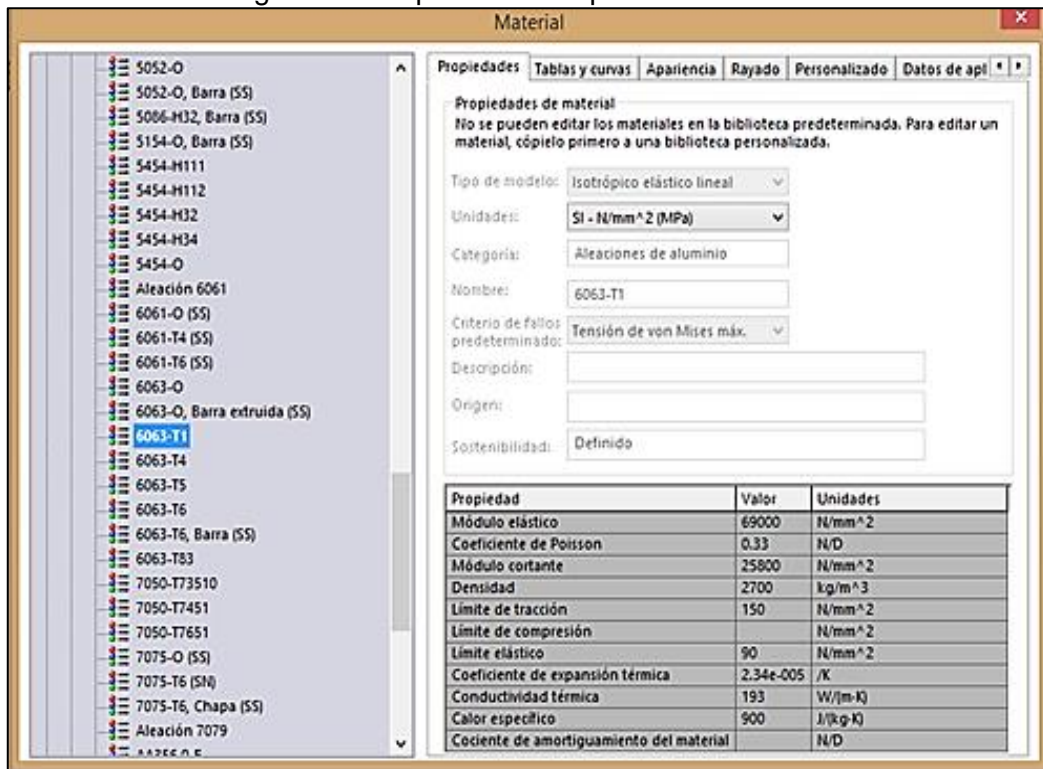 Material
5052-O
5052-O, Barra (SS)
5086-H32, Barra (SS)
5154-O, Barra (SS)
5454-H111
5454-H112
5454-H32
5454-H34
5454-O
Aleación 6061
6061-O (SS)
6061-T4 (SS)
6061-T6 (SS)
6063-O
6063-O, Barra extruida (SS)
6063-T1
6063-T4
6063-T5
6063-T6
6063-T6, Barra (SS)
6063-T83
7050-T73510
7050-T7451
7050-T7651
7075-O (SS)
7075-T6 (SN)
7075-T6, Chapa (SS)
Aleación 7079
Propiedades Tablas y curvas Apariencia Rayado Personalizado Datos de apl
Propiedades de material
No se pueden editar los materiales en la biblioteca predeterminada. Para editar un
material, cópielo primero a una biblioteca personalizada.
Tipo de modelo: Isotrópico elástico lineal
Unidades: SI - N/mm^2 (MPa)
Categoría: Aleaciones de aluminio
Nombre: 6063-T1
Criterio de fallos
predeterminado: Tensión de von Mises máx.
Descripción:
Origen:
Sostenibilidad: Definido
Propiedad Valor Unidades
Módulo elástico 69000 N/mm^2
Coeficiente de Poisson 0.33 N/D
Módulo cortante 25800 N/mm^2
Densidad 2700 kg/m^3
Límite de tracción 150 N/mm^2
Límite de compresión N/mm^2
Límite elástico 90 N/mm^2
Coeficiente de expansión térmica 2.34e-005 /K
Conductividad térmica 193 W/(m·K)
Calor específico 900 J/(kg·K)
Cociente de amortiguamiento del material N/D